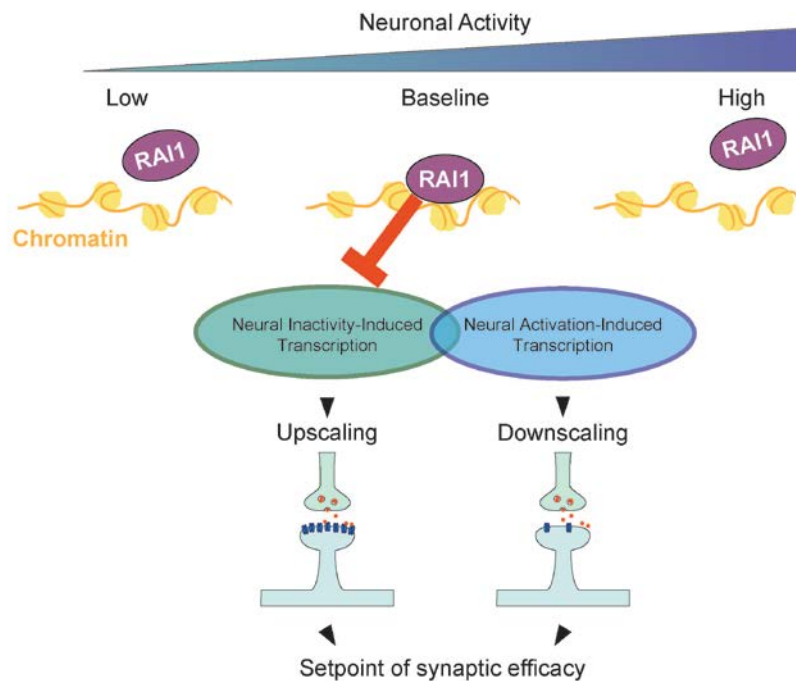 Neuronal Activity
Low
Baseline
High
RAI1
RAI1
RAI1
Chromatin
Neural Inactivity-Induced
Transcription
Neural Activation-Induced
Transcription
Upscaling
Downscaling
Setpoint of synaptic efficacy